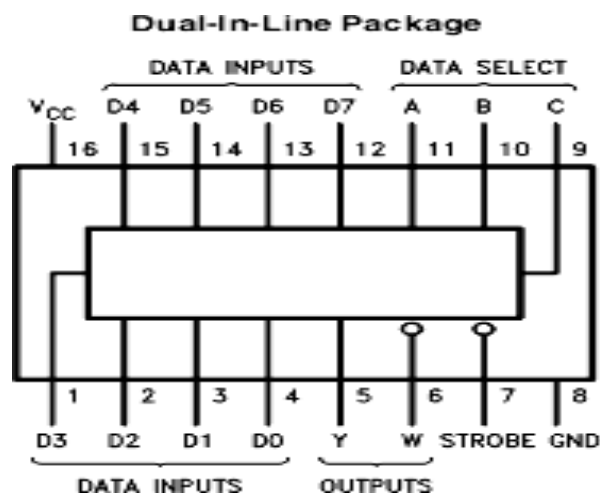 Dual-In-Line Package
DATA INPUTS DATA SELECT
VCC D4 D5 D6 D7 A B C
16 15 14 13 12 11 10 9
1 2 3 4 5 6 7 8
D3 D2 D1 D0 Y W STROBE GND
DATA INPUTS OUTPUTS